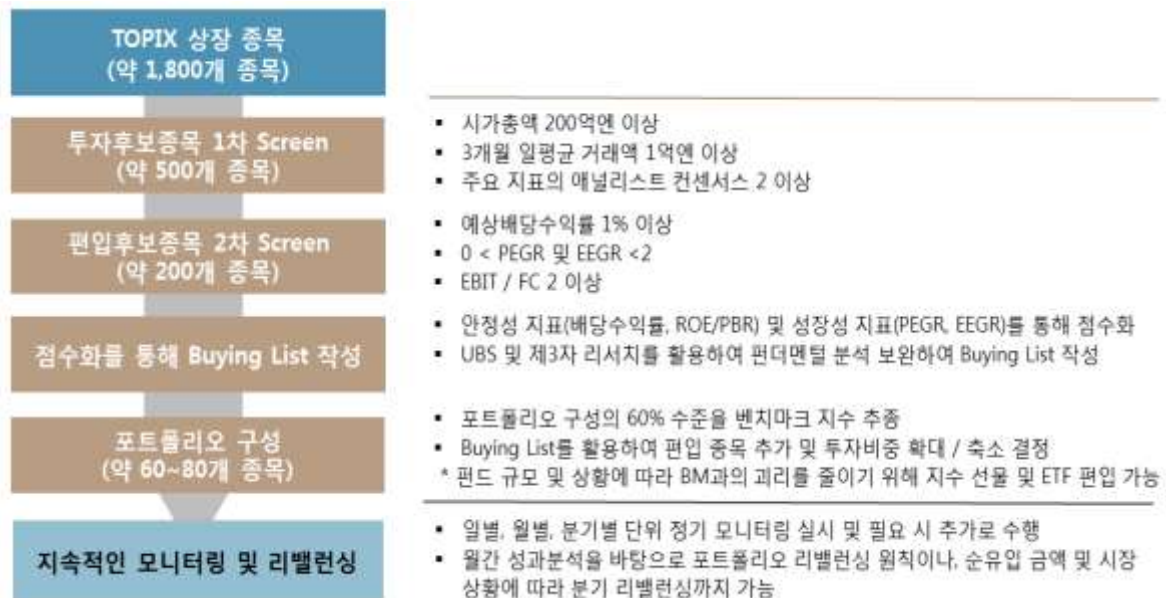 TOPIX 상장 종목
(약 1,800개 종목)
투자후보종목 1차 Screen
(약 500개 종목)
▪ 시가총액 200억엔 이상
▪ 3개월 일평균 거래액 1억엔 이상
▪ 주요 지표의 애널리스트 컨센서스 2 이상
편입후보종목 2차 Screen
(약 200개 종목)
▪ 예상배당수익률 1% 이상
▪ 0 < PEGR 및 EEGR <2
▪ EBIT / FC 2 이상
점수화를 통해 Buying List 작성
▪ 안정성 지표(배당수익률, ROE/PBR) 및 성장성 지표(PEGR, EEGR)를 통해 점수화
▪ UBS 및 제3자 리서치를 활용하여 펀더멘털 분석 보완하여 Buying List 작성
포트폴리오 구성
(약 60~80개 종목)
▪ 포트폴리오 구성의 60% 수준을 벤치마크 지수 추종
▪ Buying List를 활용하여 편입 종목 추가 및 투자비중 확대 / 축소 결정
* 펀드 규모 및 상황에 따라 BM과의 괴리를 줄이기 위해 지수 선물 및 ETF 편입 가능
지속적인 모니터링 및 리밸런싱
▪ 일별, 월별, 분기별 단위 정기 모니터링 실시 및 필요 시 추가로 수행
▪ 월간 성과분석을 바탕으로 포트폴리오 리밸런싱 원칙이나, 순유입 금액 및 시장
상황에 따라 분기 리밸런싱까지 가능